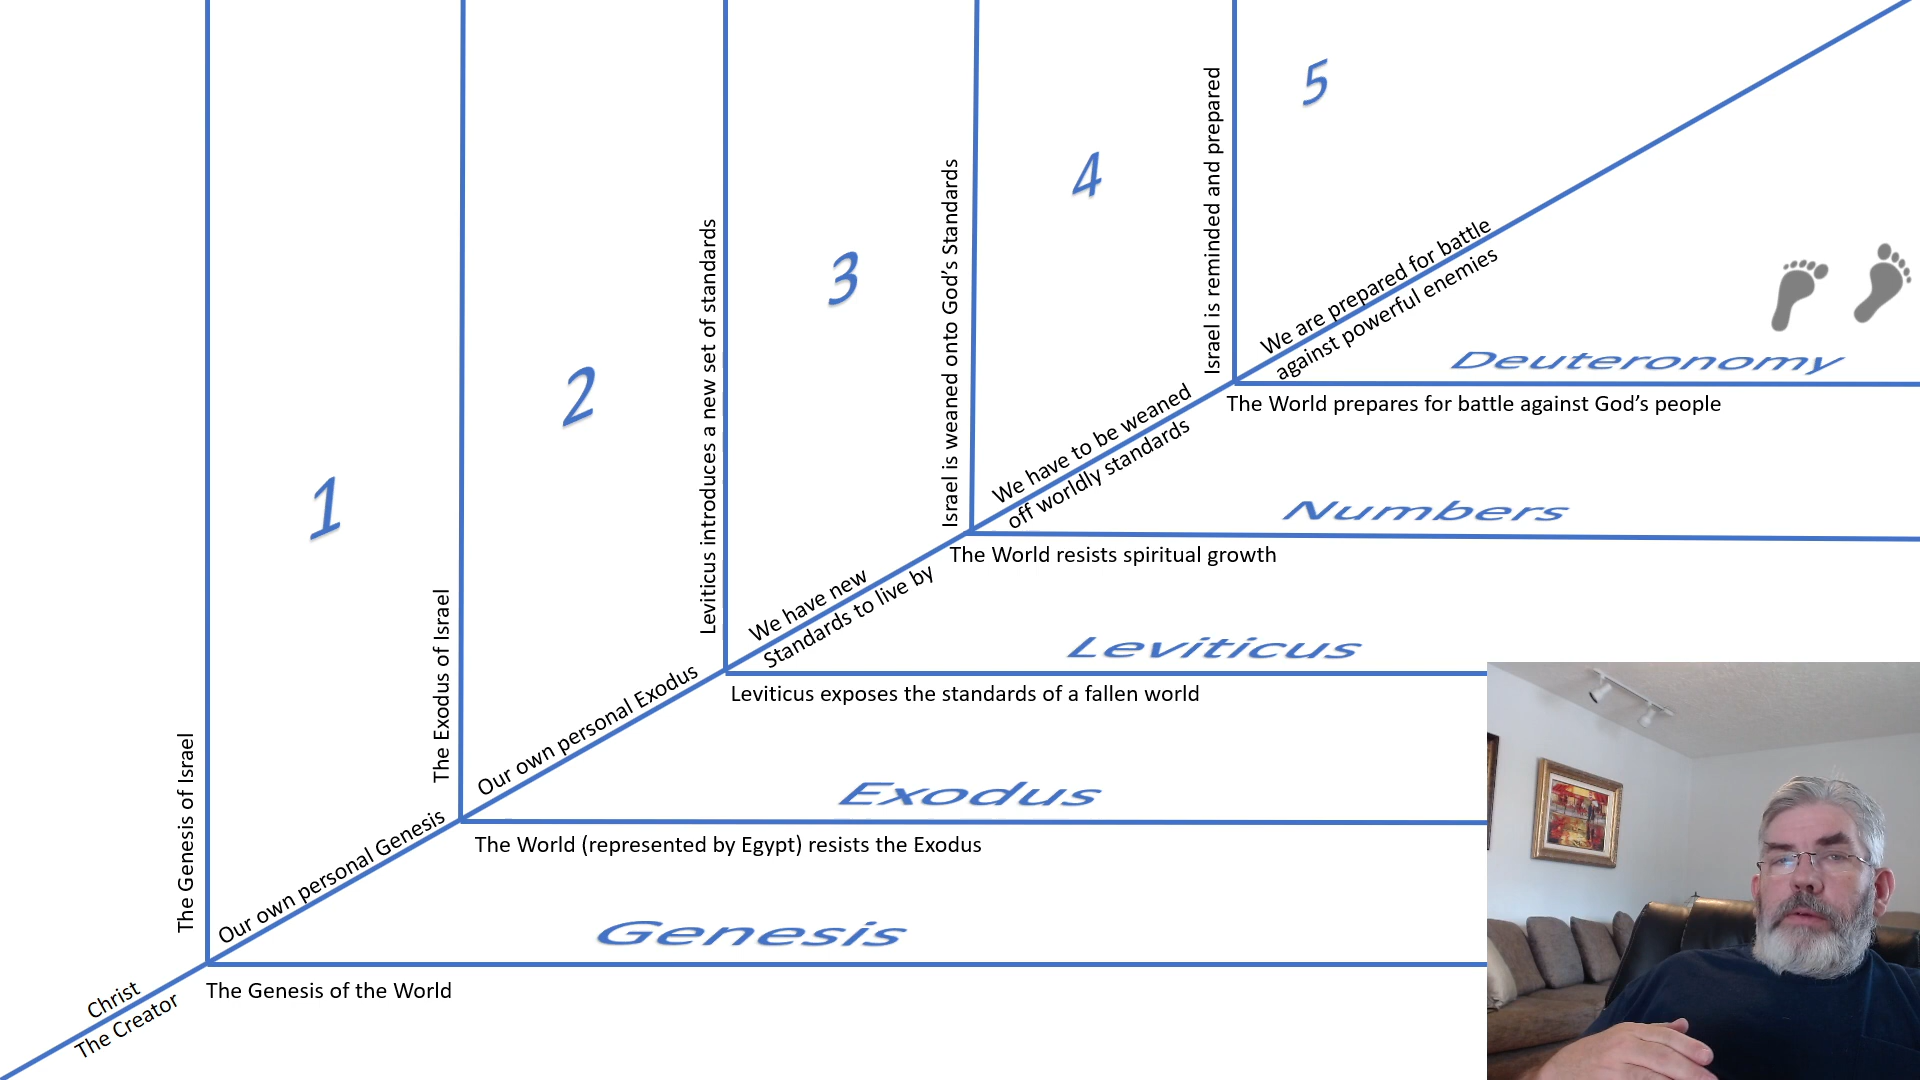 Christ
The Creator
The Genesis of Israel
1
Our own personal Genesis
Genesis
The Genesis of the World
The Exodus of Israel
2
Our own personal Exodus
Exodus
The World (represented by Egypt) resists the Exodus
Leviticus introduces a new set of standards
3
We have new
Standards to live by
Leviticus
Leviticus exposes the standards of a fallen world
Israel is weaned onto God's Standards
4
We have to be weaned
off worldly standards
Numbers
The World resists spiritual growth
Israel is reminded and prepared
5
We are prepared for battle
against powerful enemies
Deuteronomy
The World prepares for battle against God's people